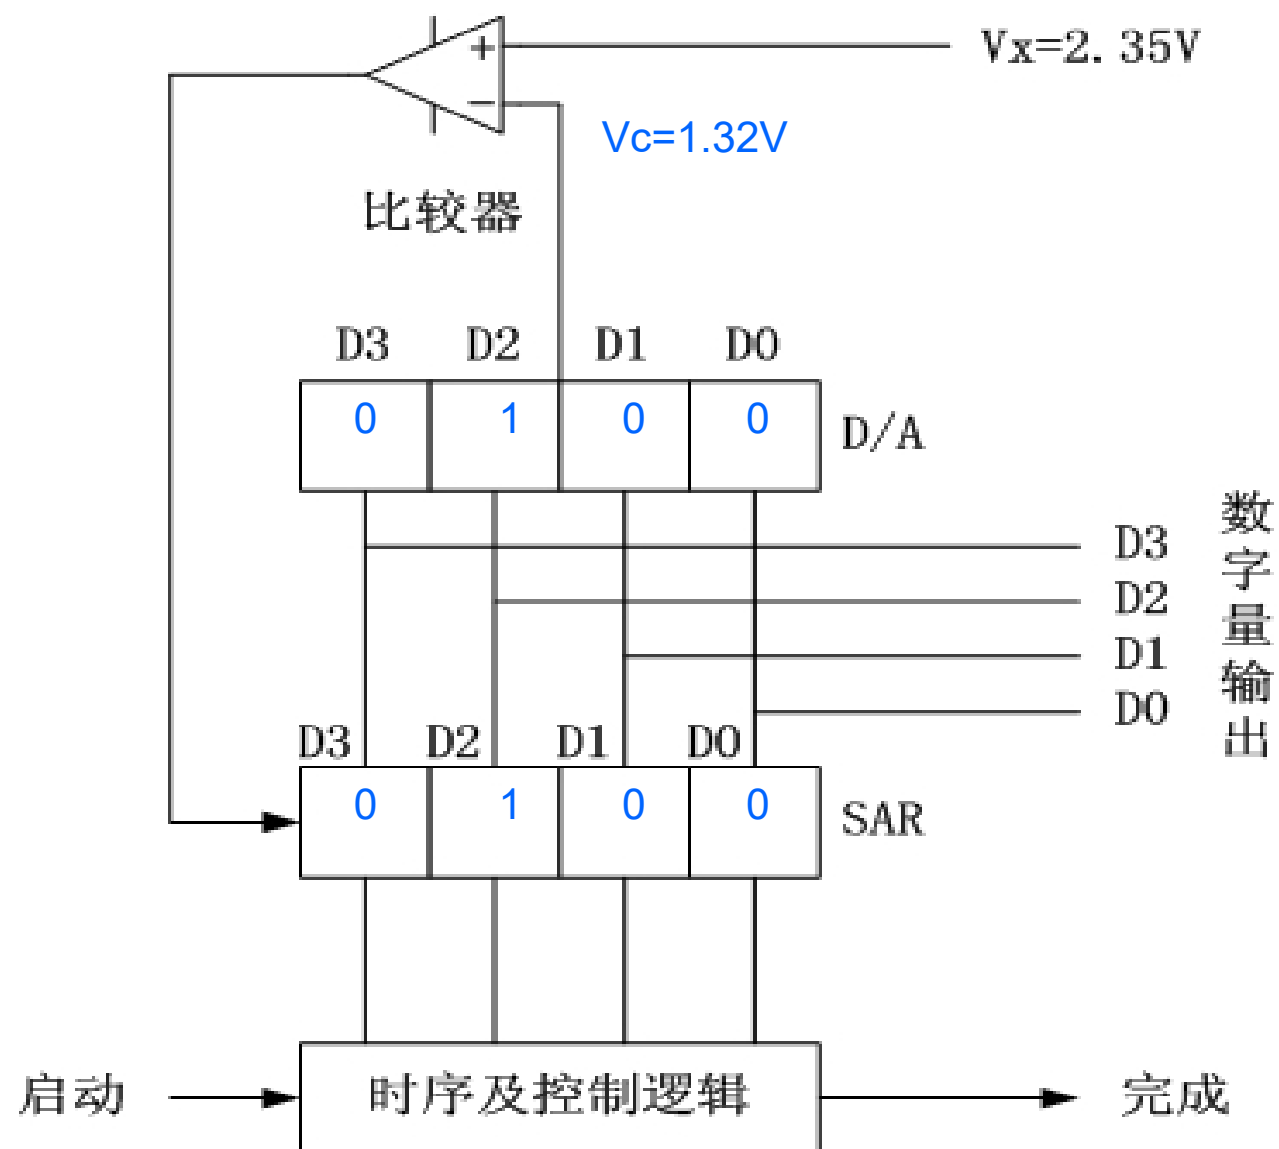 +
Vx=2.35V
−
Vc=1.32V
比较器
D3 D2 D1 D0
0 1 0 0
D/A
D3
D2
D1
D0
数字量输出
D3 D2 D1 D0
0 1 0 0
SAR
启动
时序及控制逻辑
完成